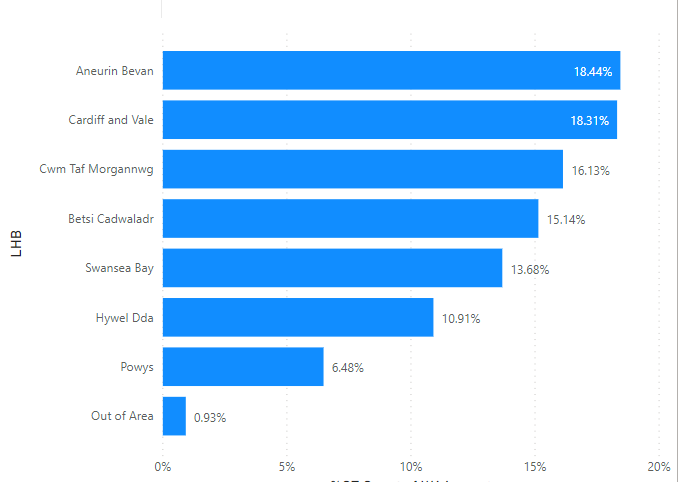 LHB
Aneurin Bevan 18.44%
Cardiff and Vale 18.31%
Cwm Taf Morgannwg 16.13%
Betsi Cadwaladr 15.14%
Swansea Bay 13.68%
Hywel Dda 10.91%
Powys 6.48%
Out of Area 0.93%
0% 5% 10% 15% 20%